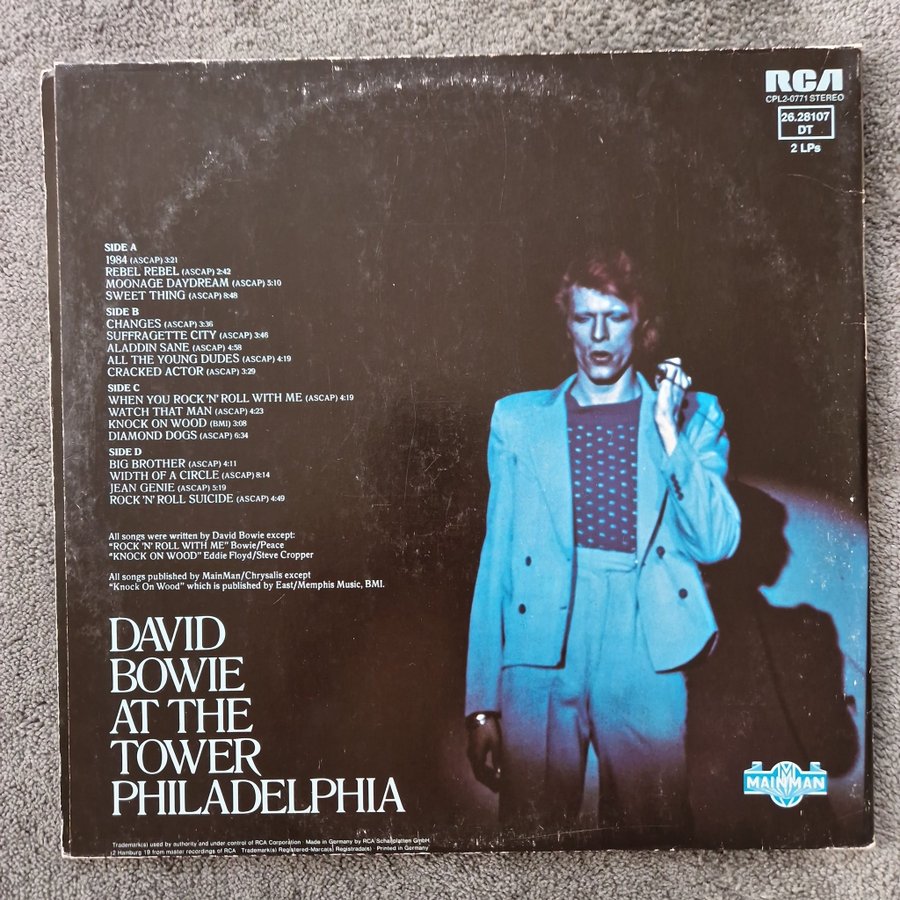 RCA
CPL2-0771 STEREO
26.28107
DT
2 LPs
SIDE A
1984 (ASCAP) 3:21
REBEL REBEL (ASCAP) 2:42
MOONAGE DAYDREAM (ASCAP) 5:10
SWEET THING (ASCAP) 8:48
SIDE B
CHANGES (ASCAP) 3:36
SUFFRAGETTE CITY (ASCAP) 3:46
ALADDIN SANE (ASCAP) 4:58
ALL THE YOUNG DUDES (ASCAP) 4:19
CRACKED ACTOR (ASCAP) 3:29
SIDE C
WHEN YOU ROCK 'N' ROLL WITH ME (ASCAP) 4:19
WATCH THAT MAN (ASCAP) 4:23
KNOCK ON WOOD (BMI) 3:08
DIAMOND DOGS (ASCAP) 6:34
SIDE D
BIG BROTHER (ASCAP) 4:11
WIDTH OF A CIRCLE (ASCAP) 8:14
JEAN GENIE (ASCAP) 5:19
ROCK 'N' ROLL SUICIDE (ASCAP) 4:49
All songs were written by David Bowie except:
"ROCK 'N' ROLL WITH ME" Bowie/Peace
"KNOCK ON WOOD" Eddie Floyd/Steve Cropper
All songs published by MainMan/Chrysalis except
"Knock On Wood" which is published by East/Memphis Music, BMI.
DAVID
BOWIE
AT THE
TOWER
PHILADELPHIA
MAINMAN
Trademark(s) used by authority and under control of RCA Corporation Made in Germany by RCA Schallplatten GmbH
2 Hamburg 19 from master recordings of RCA Trademark(s) Registered-Marca(s) Registrada(s) Printed in Germany